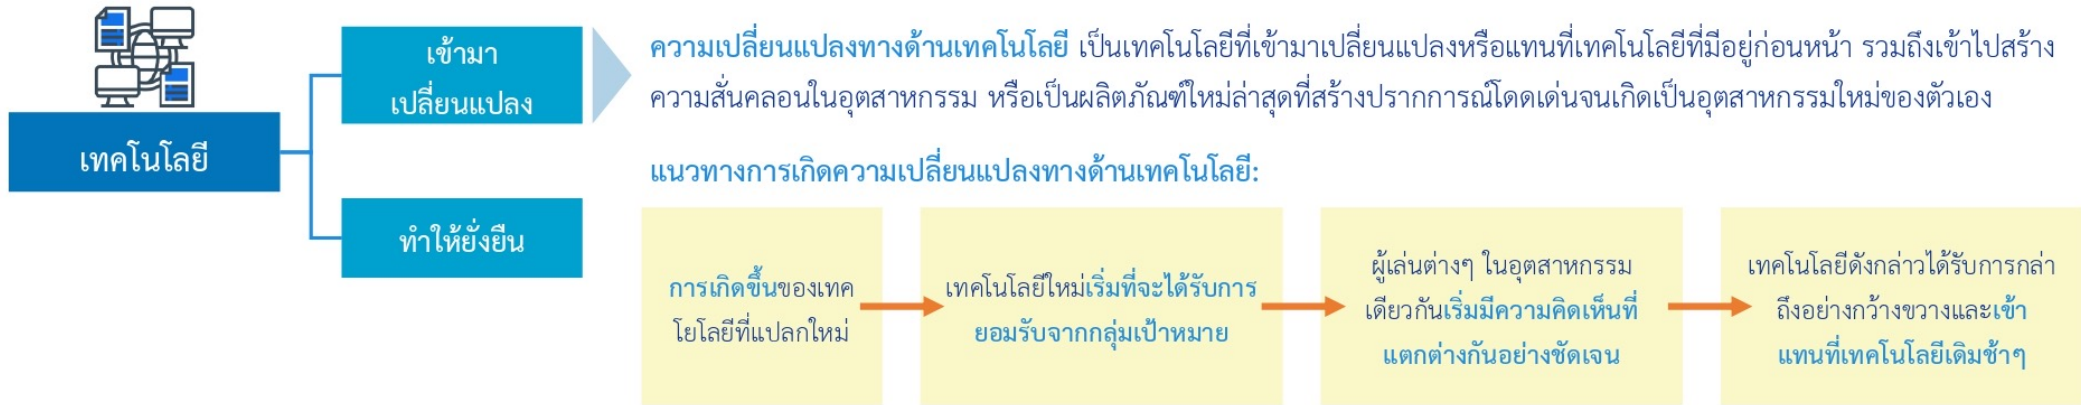 เทคโนโลยี
เข้ามา
เปลี่ยนแปลง
ทำให้ยั่งยืน
ความเปลี่ยนแปลงทางด้านเทคโนโลยี เป็นเทคโนโลยีที่เข้ามาเปลี่ยนแปลงหรือแทนที่เทคโนโลยีที่มีอยู่ก่อนหน้า รวมถึงเข้าไปสร้าง
ความสั่นคลอนในอุตสาหกรรม หรือเป็นผลิตภัณฑ์ใหม่ล่าสุดที่สร้างปรากการณ์โดดเด่นจนเกิดเป็นอุตสาหกรรมใหม่ของตัวเอง
แนวทางการเกิดความเปลี่ยนแปลงทางด้านเทคโนโลยี:
การเกิดขึ้นของเทค
โยโลยีที่แปลกใหม่
เทคโนโลยีใหม่เริ่มที่จะได้รับการ
ยอมรับจากกลุ่มเป้าหมาย
ผู้เล่นต่างๆ ในอุตสาหกรรม
เดียวกันเริ่มมีความคิดเห็นที่
แตกต่างกันอย่างชัดเจน
เทคโนโลยีดังกล่าวได้รับการกล่า
ถึงอย่างกว้างขวางและเข้า
แทนที่เทคโนโลยีเดิมช้าๆ